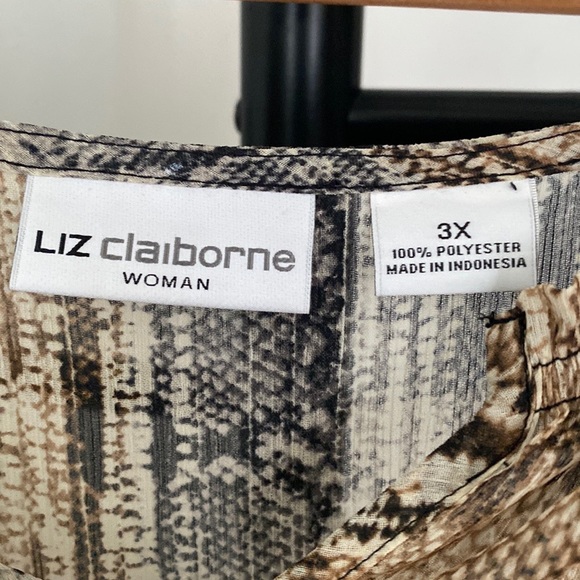 LIZ claiborne
WOMAN
3X
100% POLYESTER
MADE IN INDONESIA